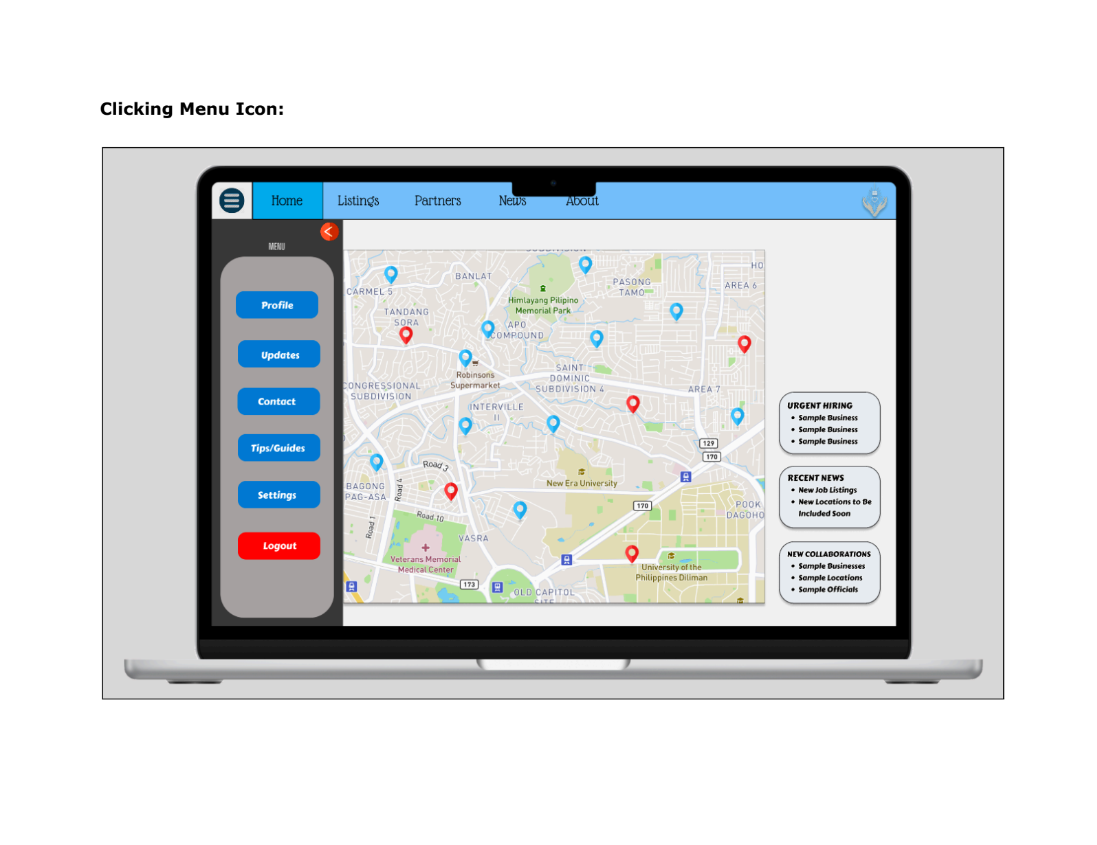 Clicking Menu Icon:
Home
Listings
Partners
News
About
MENU
Profile
Updates
Contact
Tips/Guides
Settings
Logout
SUBDIVISION
BANLAT
CARMEL 5
TANDANG
SORA
Himlayang Pilipino
Memorial Park
PASONG
TAMO
HO
AREA 6
APO
COMPOUND
Robinsons
Supermarket
SAINT
DOMINIC
SUBDIVISION 4
CONGRESSIONAL
SUBDIVISION
AREA 7
INTERVILLE
II
129
170
Road 3
New Era University
BAGONG
PAG-ASA
Road 4
170
POOK
DAGOHO
Road 1
Road 10
VASRA
Veterans Memorial
Medical Center
University of the
Philippines Diliman
173
OLD CAPITOL
SITE
URGENT HIRING
• Sample Business
• Sample Business
• Sample Business
RECENT NEWS
• New Job Listings
• New Locations to Be
Included Soon
NEW COLLABORATIONS
• Sample Businesses
• Sample Locations
• Sample Officials